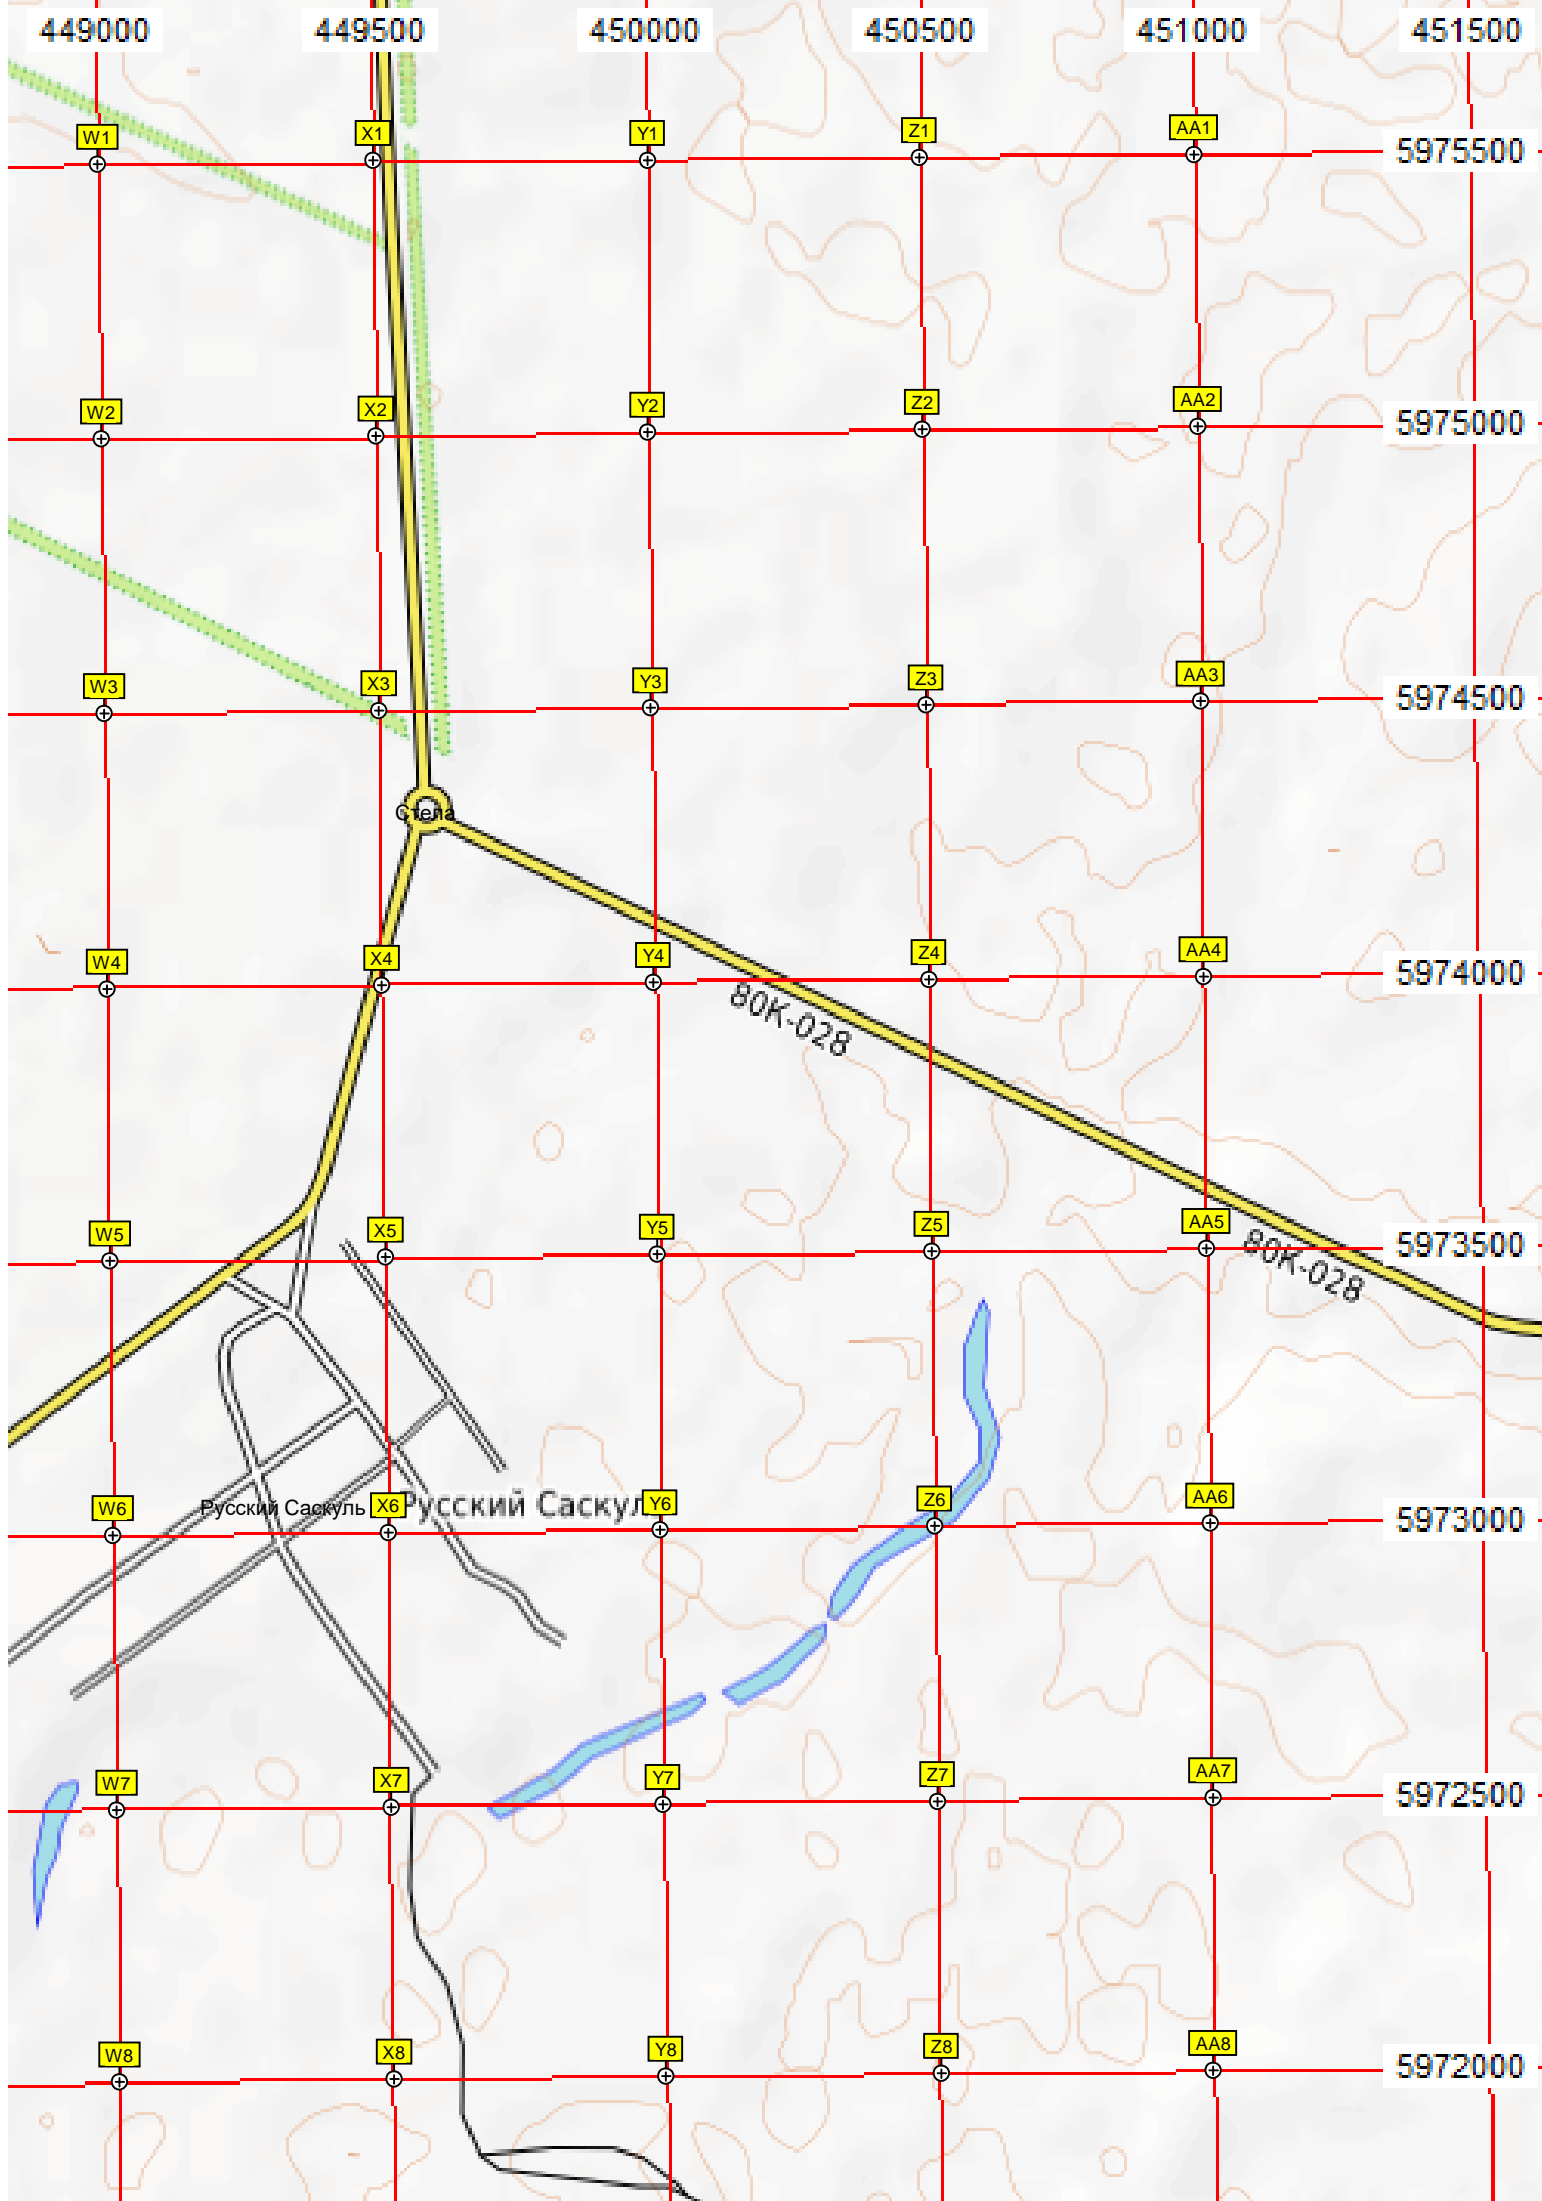 449000 449500 450000 450500 451000 451500
W1 X1 Y1 Z1 AA1
5975500
W2 X2 Y2 Z2 AA2
5975000
W3 X3 Y3 Z3 AA3
5974500
Стела
W4 X4 Y4 Z4 AA4
5974000
80K-028
W5 X5 Y5 Z5 AA5
5973500
80K-028
W6 Русский Саскуль X6 Русский Саскул Y6 Z6 AA6
5973000
W7 X7 Y7 Z7 AA7
5972500
W8 X8 Y8 Z8 AA8
5972000